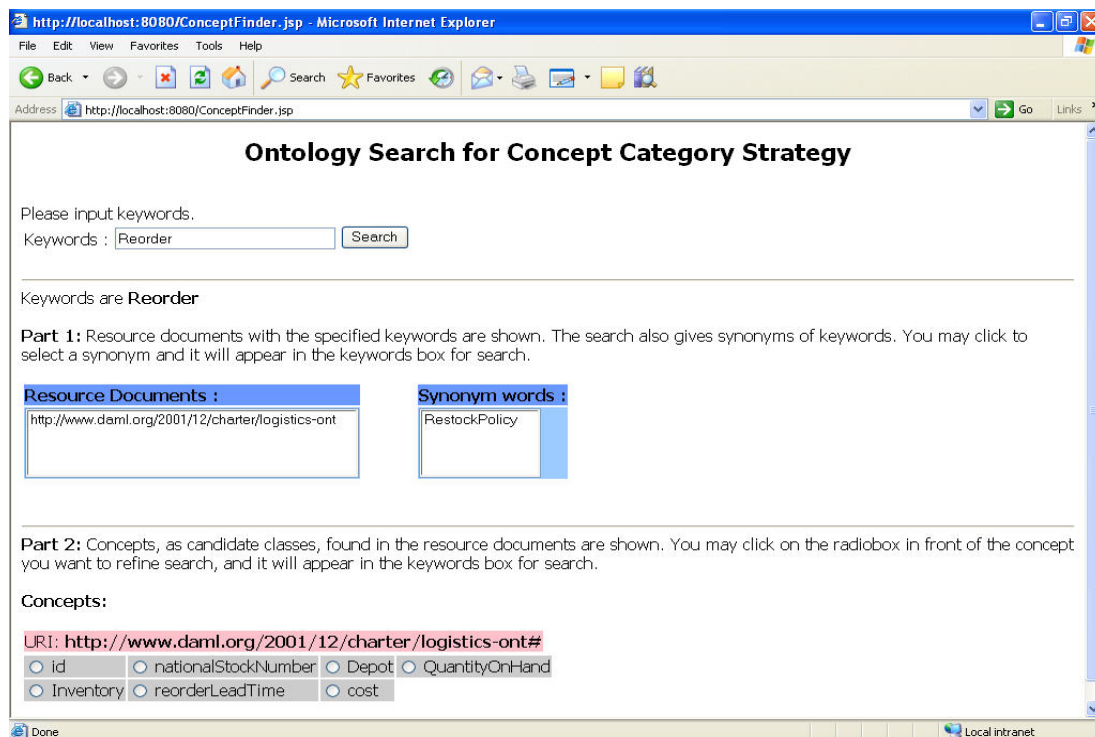 http://localhost:8080/ConceptFinder.jsp - Microsoft Internet Explorer
File Edit View Favorites Tools Help
Back Search Favorites
Address http://localhost:8080/ConceptFinder.jsp Go Links
Ontology Search for Concept Category Strategy
Please input keywords.
Keywords : Reorder Search
Keywords are Reorder
Part 1: Resource documents with the specified keywords are shown. The search also gives synonyms of keywords. You may click to
select a synonym and it will appear in the keywords box for search.
Resource Documents : Synonym words :
http://www.daml.org/2001/12/charter/logistics-ont RestockPolicy
Part 2: Concepts, as candidate classes, found in the resource documents are shown. You may click on the radiobox in front of the concept
you want to refine search, and it will appear in the keywords box for search.
Concepts:
URI: http://www.daml.org/2001/12/charter/logistics-ont#
id nationalStockNumber Depot QuantityOnHand
Inventory reorderLeadTime cost
Done Local intranet